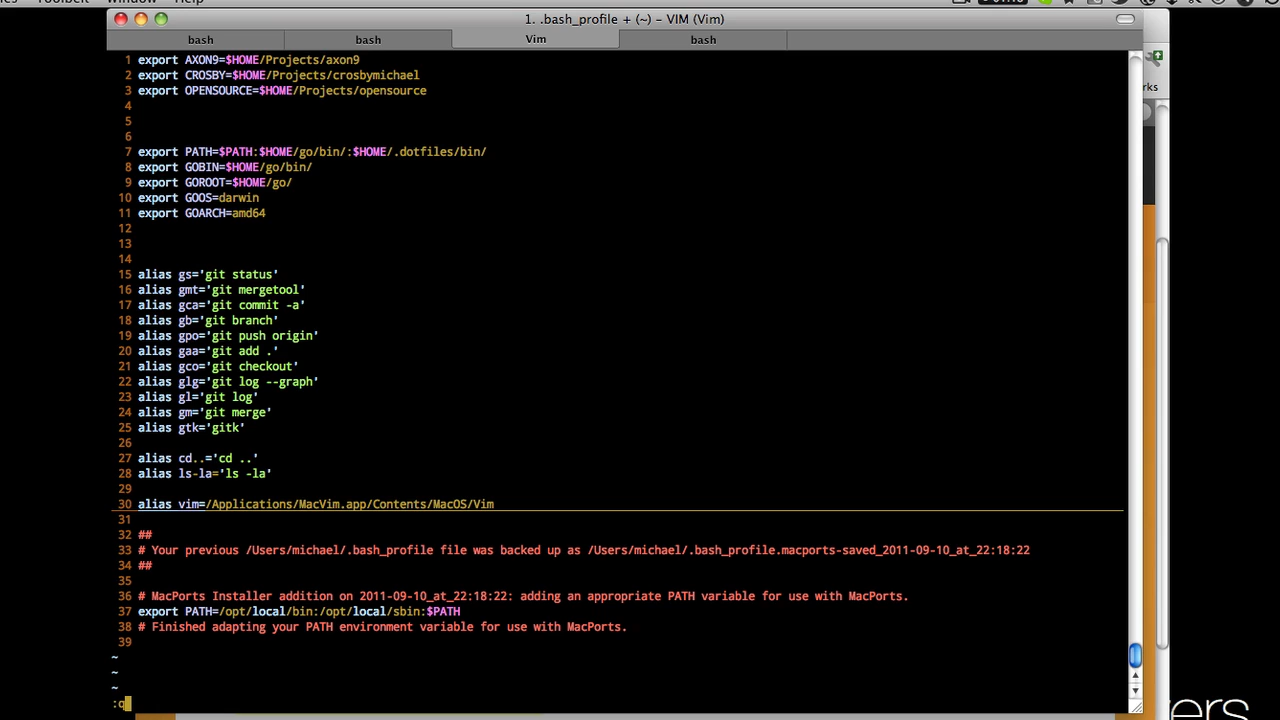 Help
1. .bash_profile + (~) – VIM (Vim)
bash bash Vim bash
1 export AXON9=$HOME/Projects/axon9
2 export CROSBY=$HOME/Projects/crosbymichael
3 export OPENSOURCE=$HOME/Projects/opensource
4
5
6
7 export PATH=$PATH:$HOME/go/bin/:$HOME/.dotfiles/bin/
8 export GOBIN=$HOME/go/bin/
9 export GOROOT=$HOME/go/
10 export GOOS=darwin
11 export GOARCH=amd64
12
13
14
15 alias gs='git status'
16 alias gmt='git mergetool'
17 alias gca='git commit -a'
18 alias gb='git branch'
19 alias gpo='git push origin'
20 alias gaa='git add .'
21 alias gco='git checkout'
22 alias glg='git log --graph'
23 alias gl='git log'
24 alias gm='git merge'
25 alias gtk='gitk'
26
27 alias cd..='cd ..'
28 alias ls-la='ls -la'
29
30 alias vim=/Applications/MacVim.app/Contents/MacOS/Vim
31
32 ##
33 # Your previous /Users/michael/.bash_profile file was backed up as /Users/michael/.bash_profile.macports-saved_2011-09-10_at_22:18:22
34 ##
35
36 # MacPorts Installer addition on 2011-09-10_at_22:18:22: adding an appropriate PATH variable for use with MacPorts.
37 export PATH=/opt/local/bin:/opt/local/sbin:$PATH
38 # Finished adapting your PATH environment variable for use with MacPorts.
39
~
~
~
:q
rks
ers